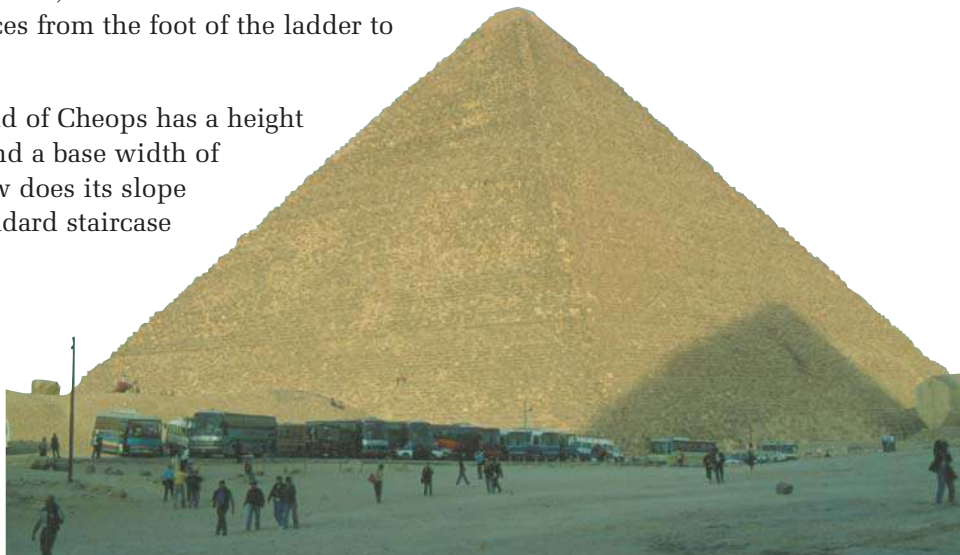 ces from the foot of the ladder to
d of Cheops has a height
nd a base width of
w does its slope
ndard staircase